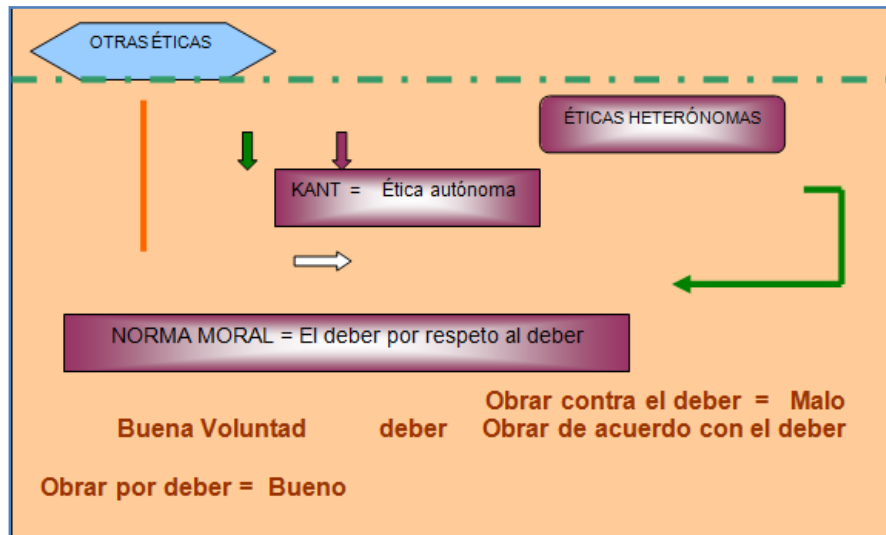 OTRAS ÉTICAS
ÉTICAS HETERÓNOMAS
KANT = Ética autónoma
NORMA MORAL = El deber por respeto al deber
Obrar contra el deber = Malo
Buena Voluntad deber Obrar de acuerdo con el deber
Obrar por deber = Bueno